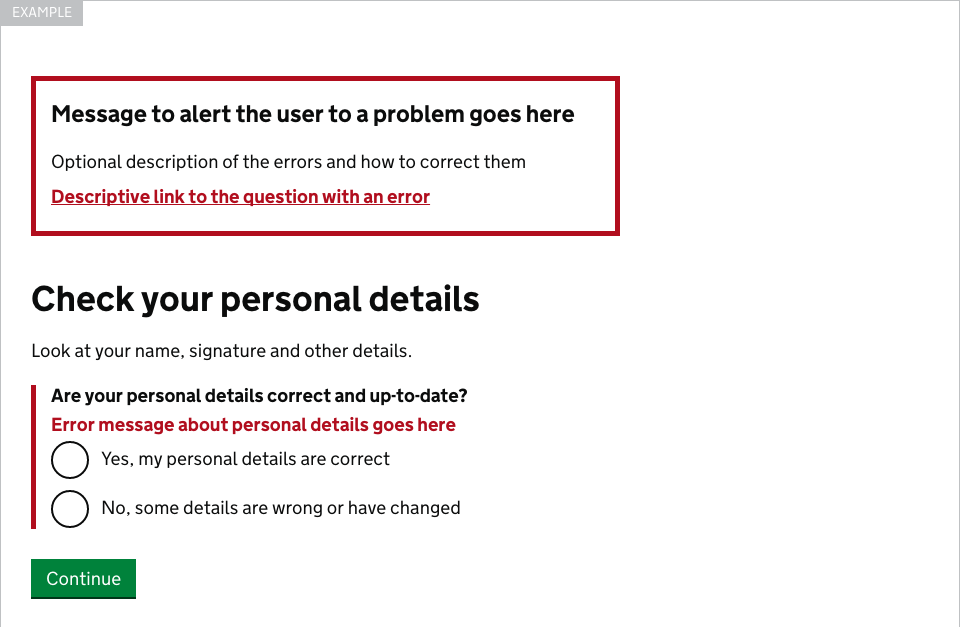 EXAMPLE
Message to alert the user to a problem goes here
Optional description of the errors and how to correct them
Descriptive link to the question with an error
Check your personal details
Look at your name, signature and other details.
Are your personal details correct and up-to-date?
Error message about personal details goes here
Yes, my personal details are correct
No, some details are wrong or have changed
Continue